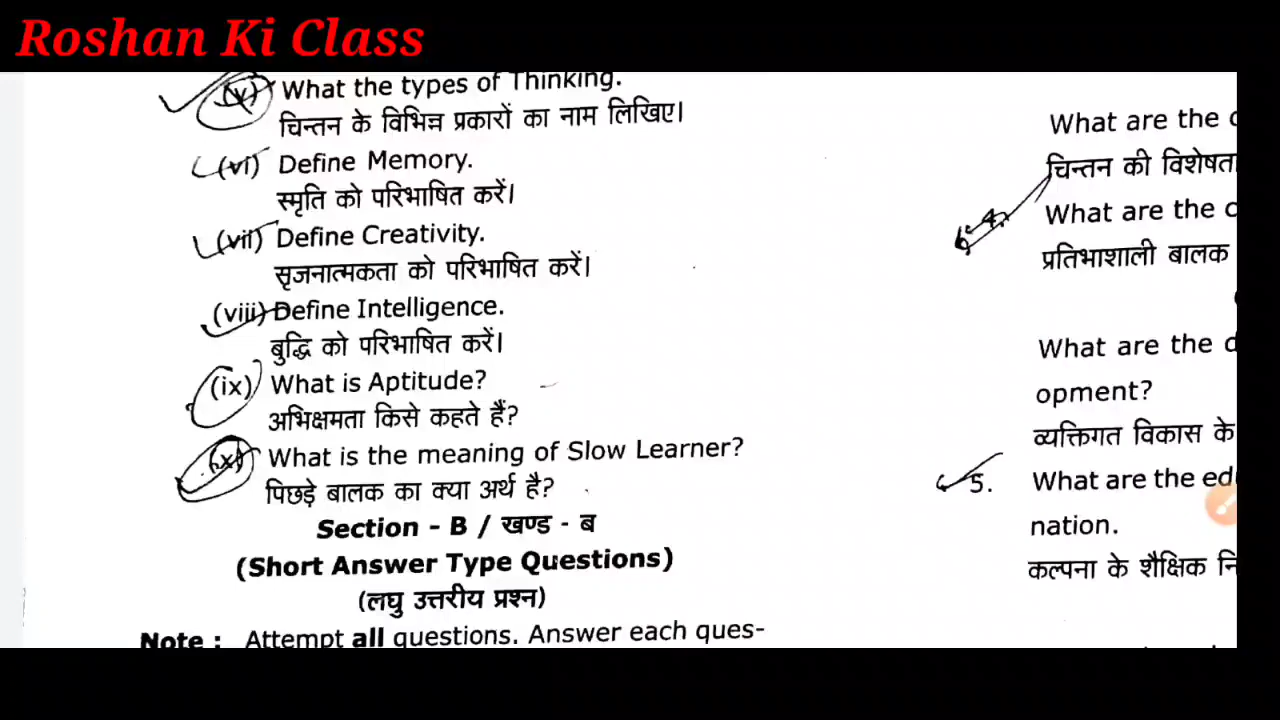 Roshan Ki Class
(v) What the types of Thinking.
चिन्तन के विभिन्न प्रकारों का नाम लिखिए।
(vi) Define Memory.
स्मृति को परिभाषित करें।
(vii) Define Creativity.
सृजनात्मकता को परिभाषित करें।
(viii) Define Intelligence.
बुद्धि को परिभाषित करें।
(ix) What is Aptitude?
अभिक्षमता किसे कहते हैं?
(x) What is the meaning of Slow Learner?
पिछड़े बालक का क्या अर्थ है?
Section - B / खण्ड - ब
(Short Answer Type Questions)
(लघु उत्तरीय प्रश्न)
Note : Attempt all questions. Answer each ques-
What are the
चिन्तन की
4. What are the
प्रतिभाशाली बालक
What are the
opment?
व्यक्तिगत विकास के
5. What are the
nation.
कल्पना के शैक्षिक